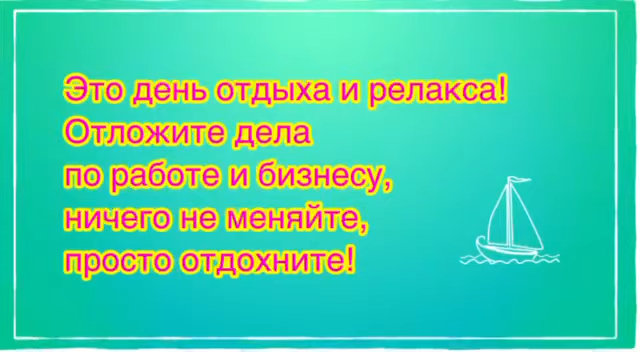 Это день отдыха и релакса!
Отложите дела
по работе и бизнесу,
ничего не меняйте,
просто отдохните!